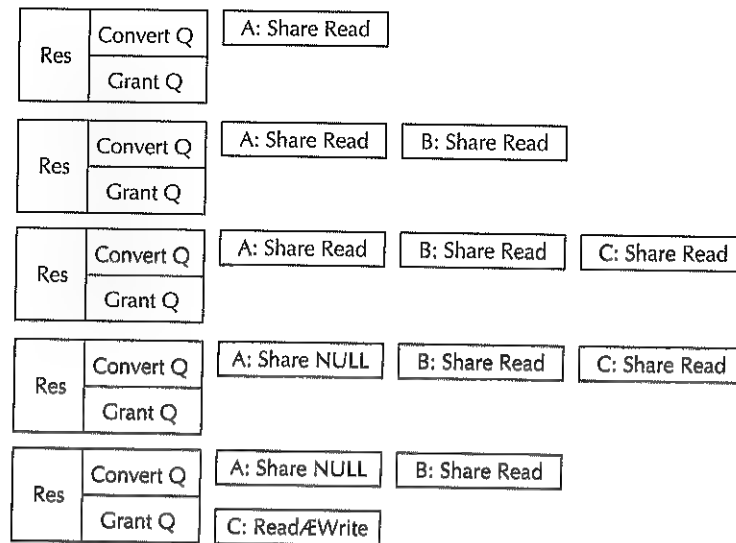 Convert Q A: Share Read
Res
Grant Q
Convert Q A: Share Read B: Share Read
Res
Grant Q
Convert Q A: Share Read B: Share Read C: Share Read
Res
Grant Q
Convert Q A: Share NULL B: Share Read C: Share Read
Res
Grant Q
Convert Q A: Share NULL B: Share Read
Res
Grant Q C: ReadÆWrite